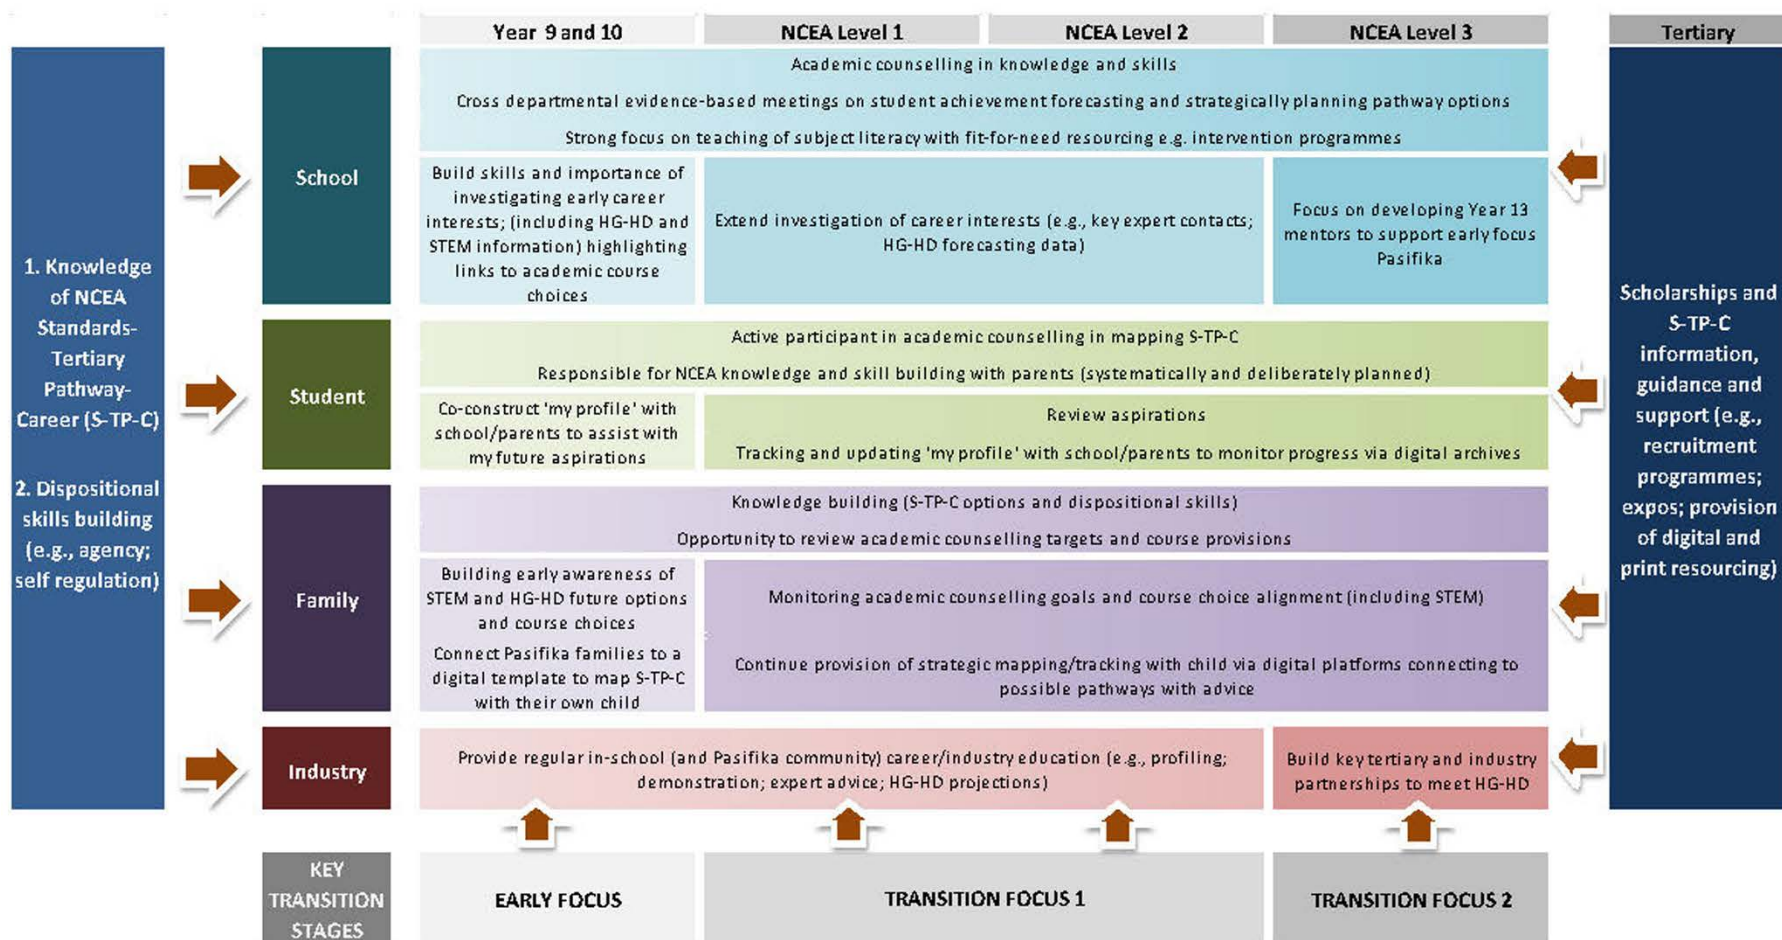 Year 9 and 10
NCEA Level 1
NCEA Level 2
NCEA Level 3
Tertiary
1. Knowledge
of NCEA
Standards-
Tertiary
Pathway-
Career (S-TP-C)
2. Dispositional
skills building
(e.g., agency;
self regulation)
School
Academic counselling in knowledge and skills
Cross departmental evidence-based meetings on student achievement forecasting and strategically planning pathway options
Strong focus on teaching of subject literacy with fit-for-need resourcing e.g. intervention programmes
Build skills and importance of
investigating early career
interests; (including HG-HD and
STEM information) highlighting
links to academic course
choices
Extend investigation of career interests (e.g., key expert contacts;
HG-HD forecasting data)
Focus on developing Year 13
mentors to support early focus
Pasifika
Student
Active participant in academic counselling in mapping S-TP-C
Responsible for NCEA knowledge and skill building with parents (systematically and deliberately planned)
Co-construct 'my profile' with
school/parents to assist with
my future aspirations
Review aspirations
Tracking and updating 'my profile' with school/parents to monitor progress via digital archives
Family
Knowledge building (S-TP-C options and dispositional skills)
Opportunity to review academic counselling targets and course provisions
Building early awareness of
STEM and HG-HD future options
and course choices
Connect Pasifika families to a
digital template to map S-TP-C
with their own child
Monitoring academic counselling goals and course choice alignment (including STEM)
Continue provision of strategic mapping/tracking with child via digital platforms connecting to
possible pathways with advice
Industry
Provide regular in-school (and Pasifika community) career/industry education (e.g., profiling;
demonstration; expert advice; HG-HD projections)
Build key tertiary and industry
partnerships to meet HG-HD
Scholarships and
S-TP-C
information,
guidance and
support (e.g.,
recruitment
programmes;
expos; provision
of digital and
print resourcing)
KEY
TRANSITION
STAGES
EARLY FOCUS
TRANSITION FOCUS 1
TRANSITION FOCUS 2